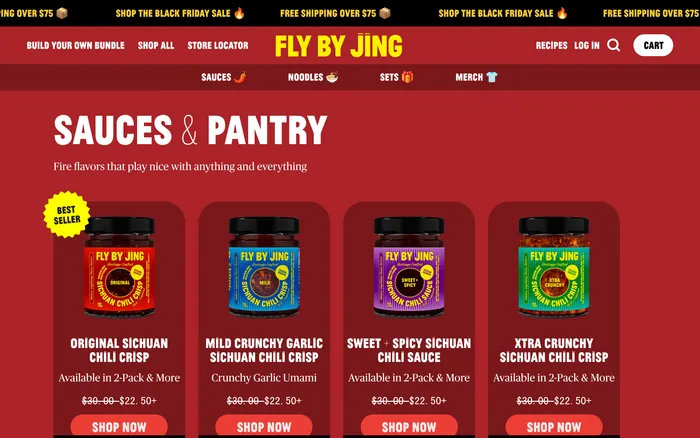 ING OVER $75 📦 SHOP THE BLACK FRIDAY SALE 🔥 FREE SHIPPING OVER $75 📦 SHOP THE BLACK FRIDAY SALE 🔥 FREE SHIPPING OVER $75
BUILD YOUR OWN BUNDLE SHOP ALL STORE LOCATOR FLY BY JING RECIPES LOG IN CART
SAUCES 🌶️ NOODLES 🍜 SETS 🎁 MERCH 👕
SAUCES & PANTRY
Fire flavors that play nice with anything and everything
BEST
SELLER
FLY BY JING
ORIGINAL
SICHUAN CHILI CRISP
FLY BY JING
MILD
SICHUAN CHILI CRISP
FLY BY JING
SWEET+
SPICY
SICHUAN CHILI SAUCE
FLY BY JING
XTRA
CRUNCHY
SICHUAN CHILI CRISP
ORIGINAL SICHUAN
CHILI CRISP
Available in 2-Pack & More
$30.00 $22.50+
SHOP NOW
MILD CRUNCHY GARLIC
SICHUAN CHILI CRISP
Crunchy Garlic Umami
$30.00 $22.50+
SHOP NOW
SWEET + SPICY SICHUAN
CHILI SAUCE
Available in 2-Pack & More
$30.00 $22.50+
SHOP NOW
XTRA CRUNCHY
SICHUAN CHILI CRISP
Available in 2-Pack & More
$30.00 $22.50+
SHOP NOW